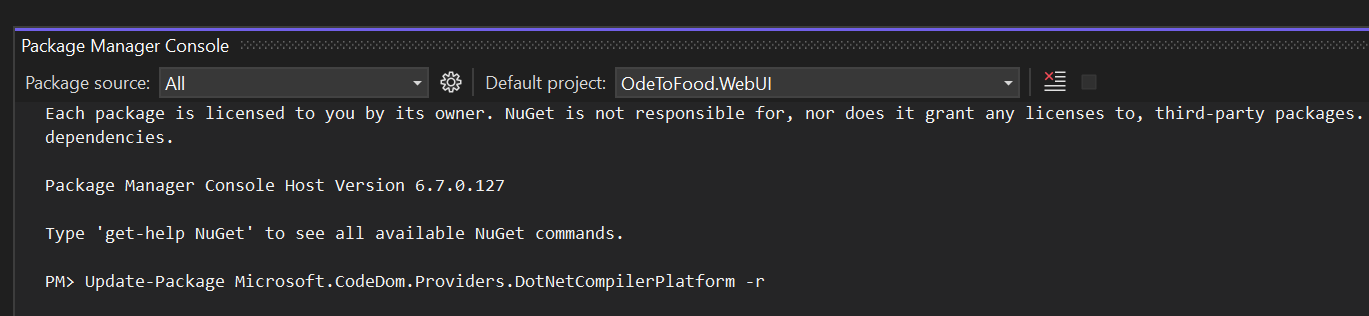 Package Manager Console
Package source: All Default project: OdeToFood.WebUI
Each package is licensed to you by its owner. NuGet is not responsible for, nor does it grant any licenses to, third-party packages.
dependencies.
Package Manager Console Host Version 6.7.0.127
Type 'get-help NuGet' to see all available NuGet commands.
PM> Update-Package Microsoft.CodeDom.Providers.DotNetCompilerPlatform -r